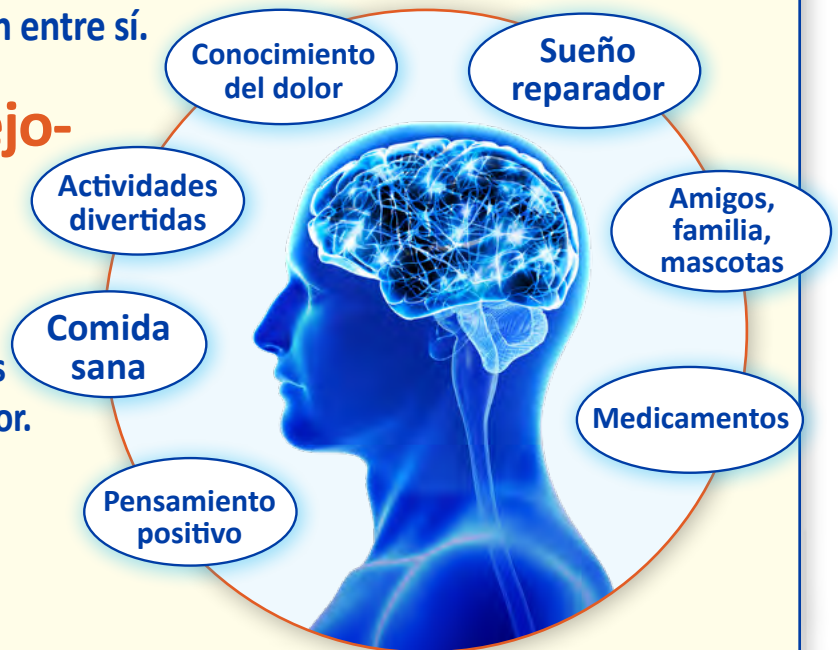 n entre sí.
ejo-
s
or.
Conocimiento
del dolor
Sueño
reparador
Actividades
divertidas
Amigos,
familia,
mascotas
Comida
sana
Medicamentos
Pensamiento
positivo